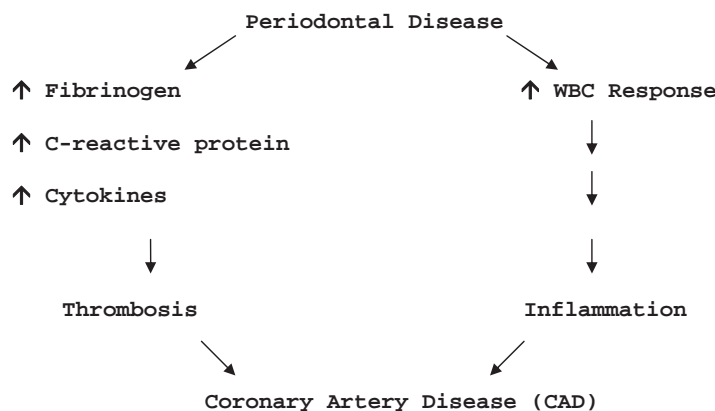 Periodontal Disease
↑ Fibrinogen
↑ WBC Response
↑ C-reactive protein
↑ Cytokines
Thrombosis
Inflammation
Coronary Artery Disease (CAD)